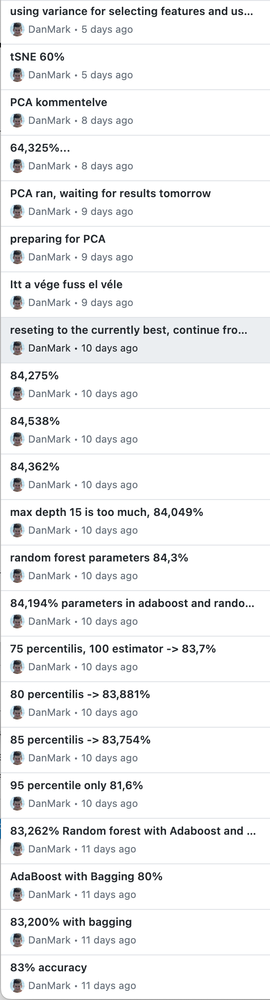 using variance for selecting features and us...
DanMark • 5 days ago
tSNE 60%
DanMark • 5 days ago
PCA kommentelve
DanMark • 8 days ago
64,325%...
DanMark • 8 days ago
PCA ran, waiting for results tomorrow
DanMark • 9 days ago
preparing for PCA
DanMark • 9 days ago
Itt a vége fuss el véle
DanMark • 9 days ago
reseting to the currently best, continue fro...
DanMark • 10 days ago
84,275%
DanMark • 10 days ago
84,538%
DanMark • 10 days ago
84,362%
DanMark • 10 days ago
max depth 15 is too much, 84,049%
DanMark • 10 days ago
random forest parameters 84,3%
DanMark • 10 days ago
84,194% parameters in adaboost and rando...
DanMark • 10 days ago
75 percentilis, 100 estimator -> 83,7%
DanMark • 10 days ago
80 percentilis -> 83,881%
DanMark • 10 days ago
85 percentilis -> 83,754%
DanMark • 10 days ago
95 percentile only 81,6%
DanMark • 10 days ago
83,262% Random forest with Adaboost and ...
DanMark • 11 days ago
AdaBoost with Bagging 80%
DanMark • 11 days ago
83,200% with bagging
DanMark • 11 days ago
83% accuracy
DanMark • 11 days ago